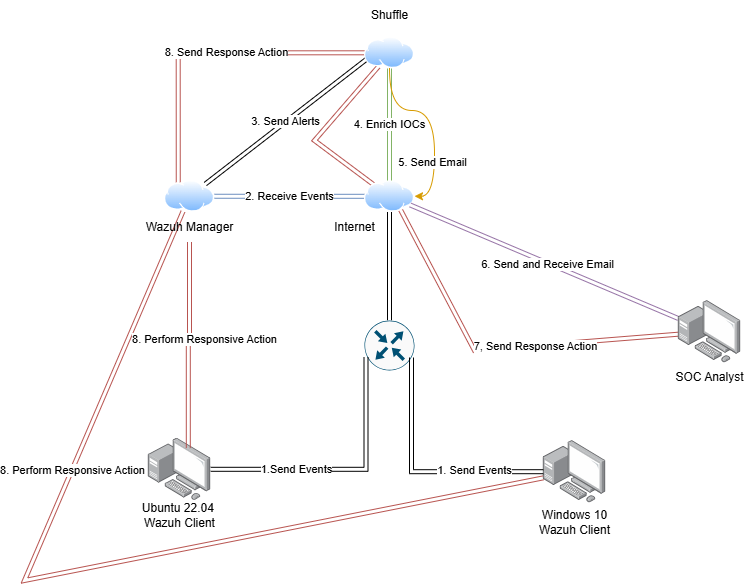 Shuffle
8. Send Response Action
3. Send Alerts
4. Enrich IOCs
5. Send Email
2. Receive Events
Wazuh Manager
Internet
6. Send and Receive Email
8. Perform Responsive Action
7, Send Response Action
SOC Analyst
8. Perform Responsive Action
1.Send Events
1. Send Events
Ubuntu 22.04
Wazuh Client
Windows 10
Wazuh Client